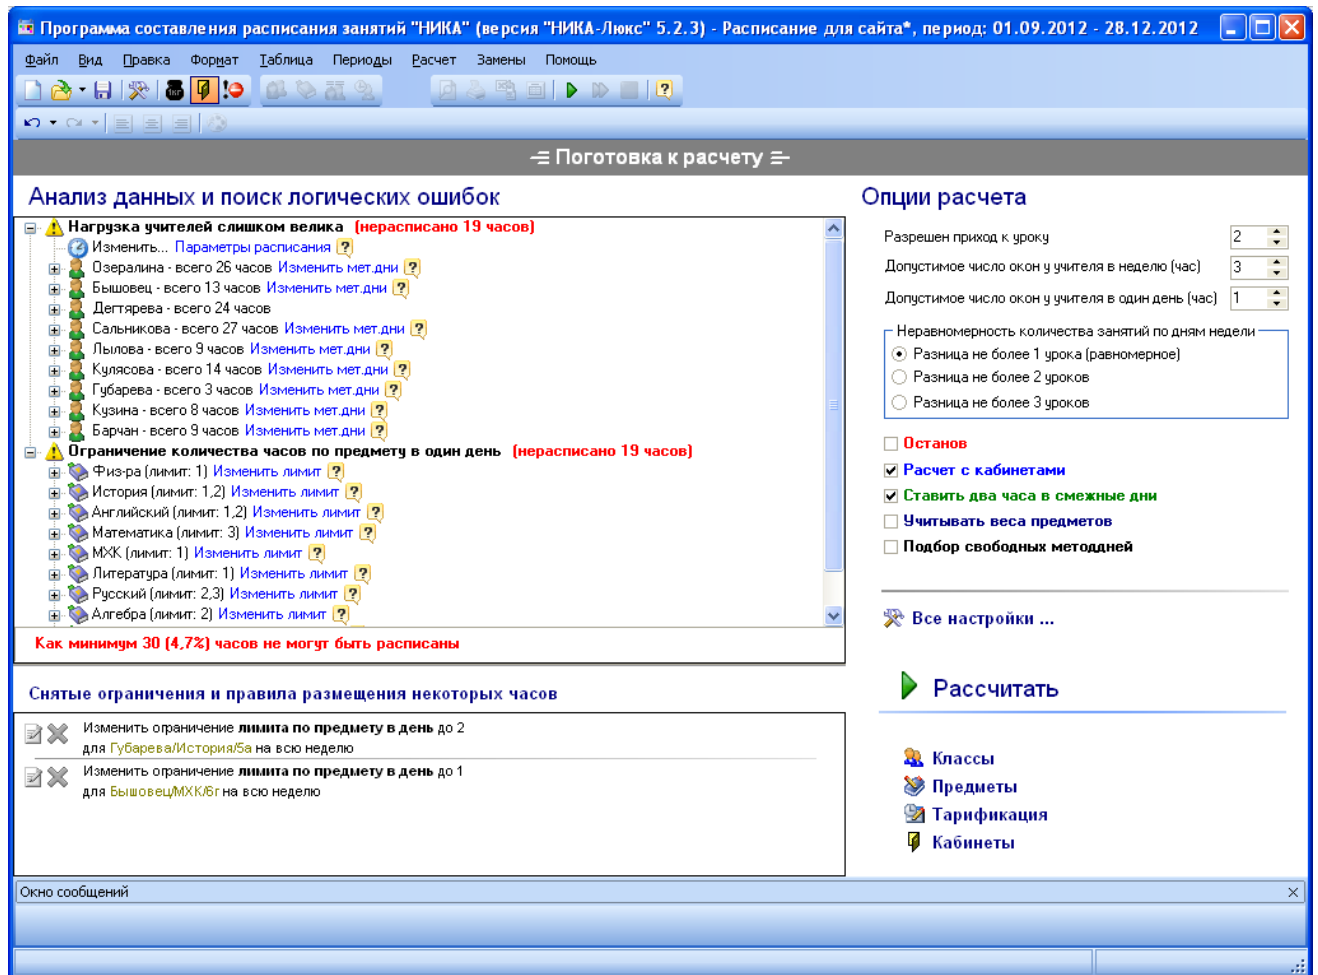 Программа составления расписания занятий "НИКА" (версия "НИКА-Люкс" 5.2.3) - Расписание для сайта*, период: 01.09.2012 - 28.12.2012
Файл Вид Правка Формат Таблица Периоды Расчет Замены Помощь
1кг
Поготовка к расчету
Анализ данных и поиск логических ошибок
Нагрузка учителей слишком велика (нерасписано 19 часов)
Изменить... Параметры расписания ?
Озералина - всего 26 часов Изменить мет.дни ?
Бышовец - всего 13 часов Изменить мет.дни ?
Дегтярева - всего 24 часов
Сальникова - всего 27 часов Изменить мет.дни ?
Лылова - всего 9 часов Изменить мет.дни ?
Кулясова - всего 14 часов Изменить мет.дни ?
Губарева - всего 3 часов Изменить мет.дни ?
Кузина - всего 8 часов Изменить мет.дни ?
Барчан - всего 9 часов Изменить мет.дни ?
Ограничение количества часов по предмету в один день (нерасписано 19 часов)
Физ-ра (лимит: 1) Изменить лимит ?
История (лимит: 1,2) Изменить лимит ?
Английский (лимит: 1,2) Изменить лимит ?
Математика (лимит: 3) Изменить лимит ?
МХК (лимит: 1) Изменить лимит ?
Литература (лимит: 1) Изменить лимит ?
Русский (лимит: 2,3) Изменить лимит ?
Алгебра (лимит: 2) Изменить лимит ?
Как минимум 30 (4,7%) часов не могут быть расписаны
Снятые ограничения и правила размещения некоторых часов
Изменить ограничение лимита по предмету в день до 2
для Губарева/История/5а на всю неделю
Изменить ограничение лимита по предмету в день до 1
для Бышовец/МХК/6г на всю неделю
Опции расчета
Разрешен приход к уроку 2
Допустимое число окон у учителя в неделю (час) 3
Допустимое число окон у учителя в один день (час) 1
Неравномерность количества занятий по дням недели
Разница не более 1 урока (равномерное)
Разница не более 2 уроков
Разница не более 3 уроков
Останов
Расчет с кабинетами
Ставить два часа в смежные дни
Учитывать веса предметов
Подбор свободных методдней
Все настройки ...
Рассчитать
Классы
Предметы
Тарификация
Кабинеты
Окно сообщений